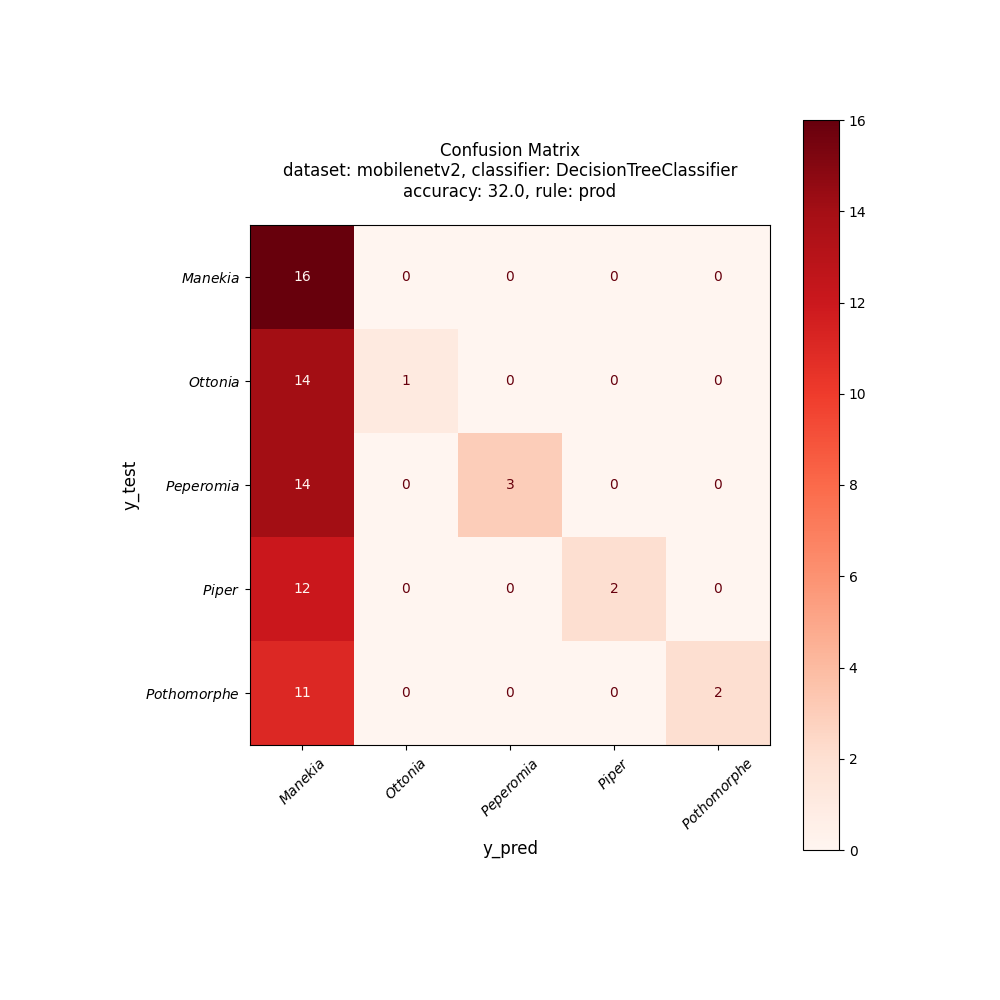 Confusion Matrix
dataset: mobilenetv2, classifier: DecisionTreeClassifier
accuracy: 32.0, rule: prod
y_test
Manekia 16 0 0 0 0
Ottonia 14 1 0 0 0
Peperomia 14 0 3 0 0
Piper 12 0 0 2 0
Pothomorphe 11 0 0 0 2
Manekia Ottonia Peperomia Piper Pothomorphe
y_pred
16
14
12
10
8
6
4
2
0